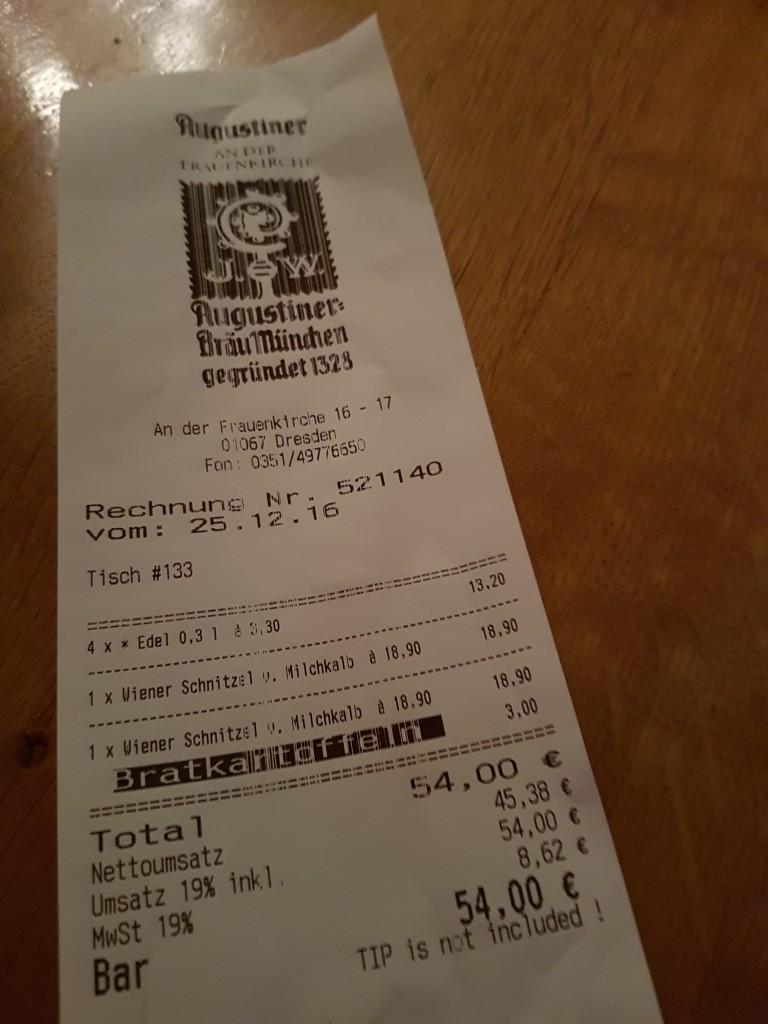 Augustiner
AN DER
FRAUENKIRCHE
J. W.
Augustiner-
Bräu München
gegründet 1328
An der Frauenkirche 16 - 17
01067 Dresden
Fon: 0351/49776650
Rechnung Nr. 521140
vom: 25.12.16
Tisch #133
4 x * Edel 0,3 l à 3,30 13,20
1 x Wiener Schnitzel v. Milchkalb à 18,90 18,90
1 x Wiener Schnitzel v. Milchkalb à 18,90 18,90
Bratkartoffeln 3,00
Total 54,00 €
Nettoumsatz 45,38 €
Umsatz 19% inkl. 54,00 €
MwSt 19% 8,62 €
Bar 54,00 €
TIP is not included !